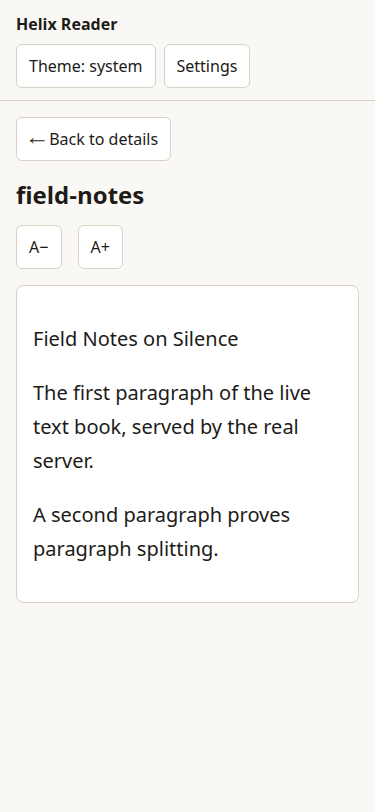 Helix Reader
Theme: system Settings
← Back to details
field-notes
A− A+
Field Notes on Silence
The first paragraph of the live
text book, served by the real
server.
A second paragraph proves
paragraph splitting.